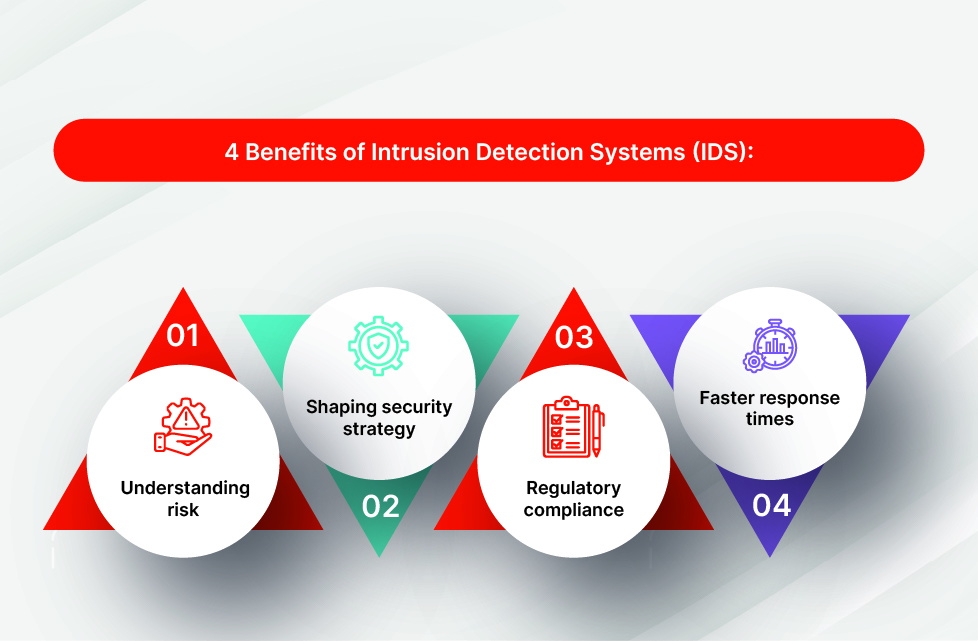 4 Benefits of Intrusion Detection Systems (IDS):
01
Understanding
risk
Shaping security
strategy
02
03
Regulatory
compliance
Faster response
times
04